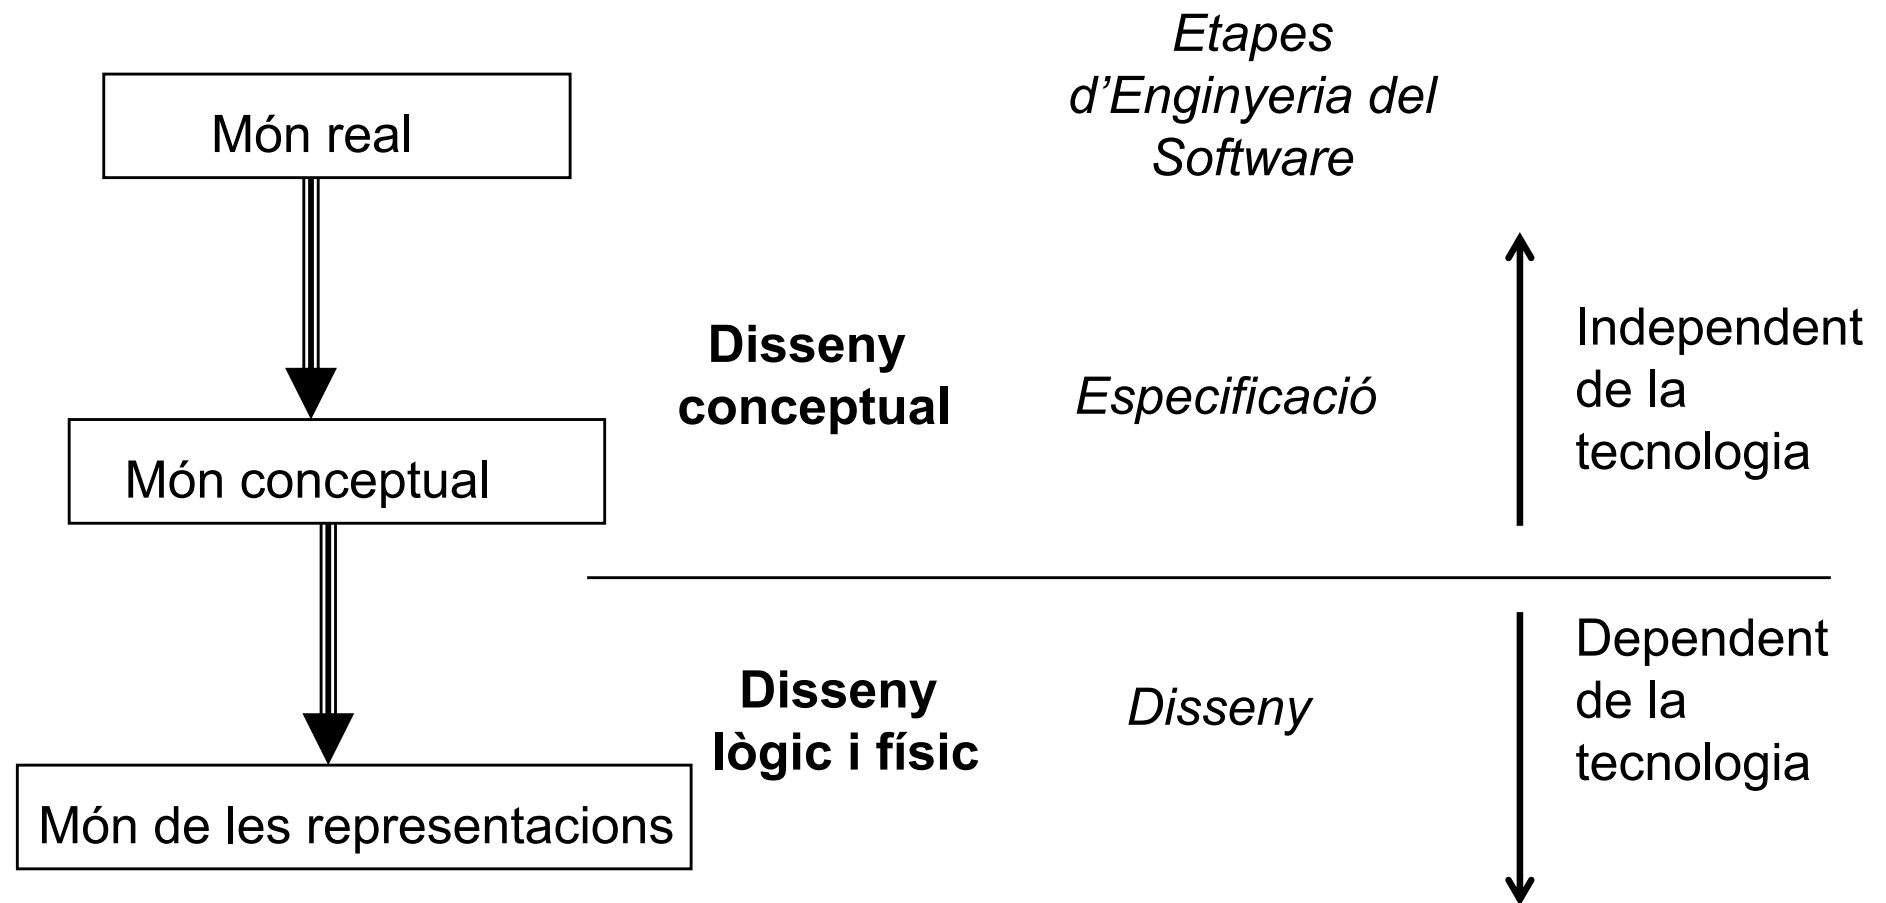 Etapes
d’Enginyeria del
Software
Món real
Disseny
conceptual
Especificació
Independent
de la
tecnologia
Món conceptual
Disseny
lògic i físic
Disseny
Dependent
de la
tecnologia
Món de les representacions